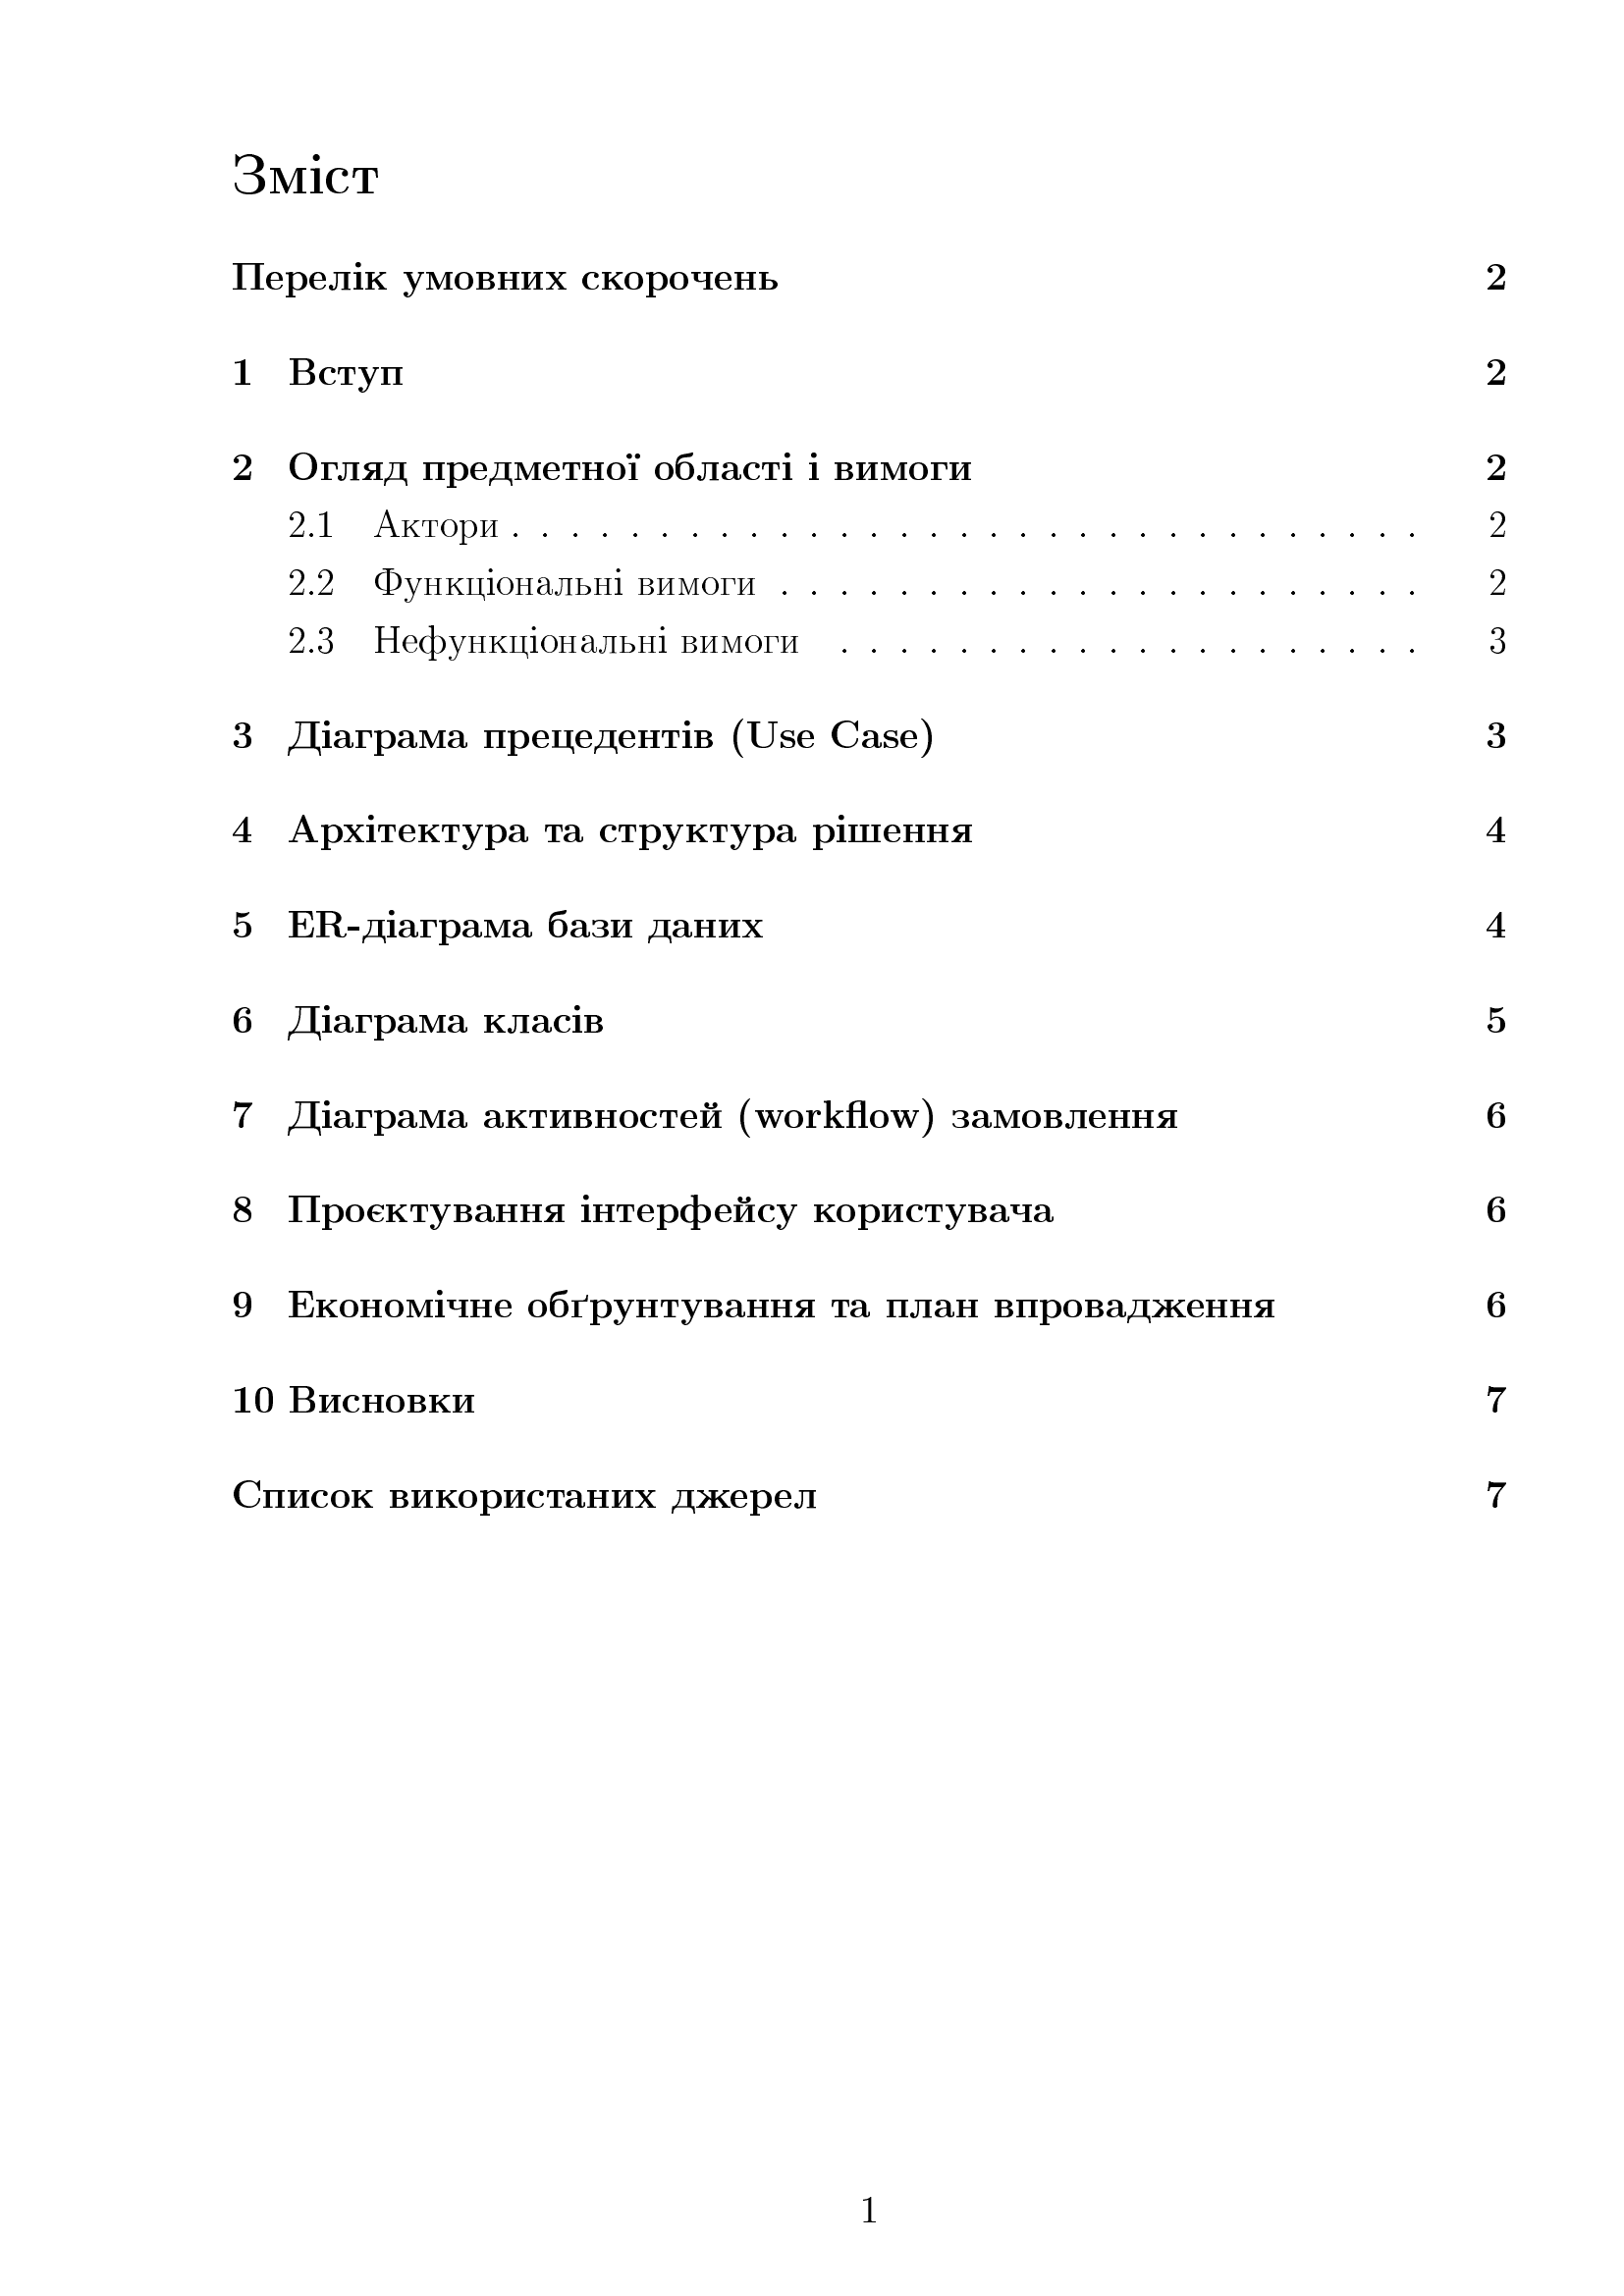 Зміст
Перелік умовних скорочень 2
1 Вступ 2
2 Огляд предметної області і вимоги 2
2.1 Актори . . . . . . . . . . . . . . . . . . . . . . . . . . . . . . . 2
2.2 Функціональні вимоги . . . . . . . . . . . . . . . . . . . . . . 2
2.3 Нефункціональні вимоги . . . . . . . . . . . . . . . . . . . . 3
3 Діаграма прецедентів (Use Case) 3
4 Архітектура та структура рішення 4
5 ER-діаграма бази даних 4
6 Діаграма класів 5
7 Діаграма активностей (workflow) замовлення 6
8 Проєктування інтерфейсу користувача 6
9 Економічне обґрунтування та план впровадження 6
10 Висновки 7
Список використаних джерел 7
1